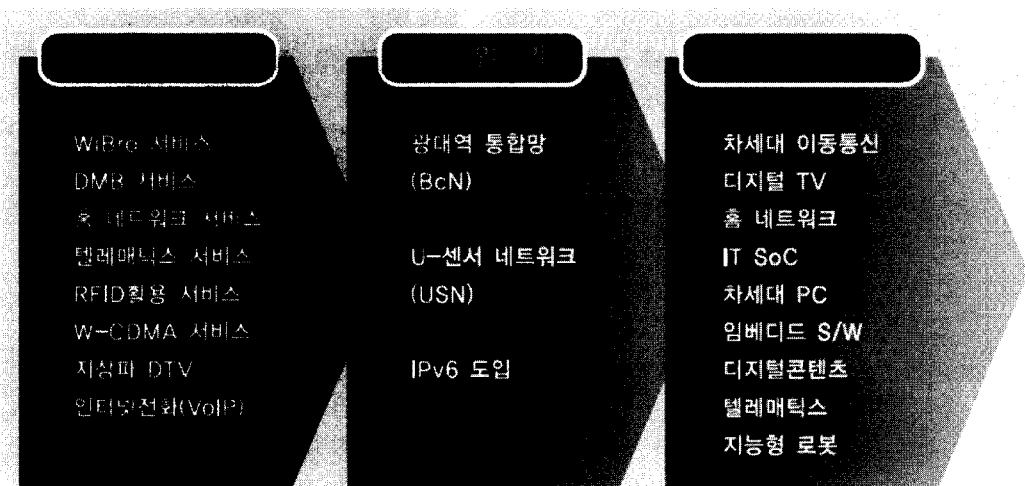 WiBro 서비스
DMB 서비스
홈 네트워크 서비스
텔레매틱스 서비스
RFID활용 서비스
W-CDMA 서비스
지상파 DTV
인터넷전화(VoIP)
광대역 통합망
(BcN)
U-센서 네트워크
(USN)
IPv6 도입
차세대 이동통신
디지털 TV
홈 네트워크
IT SoC
차세대 PC
임베디드 S/W
디지털콘텐츠
텔레매틱스
지능형 로봇